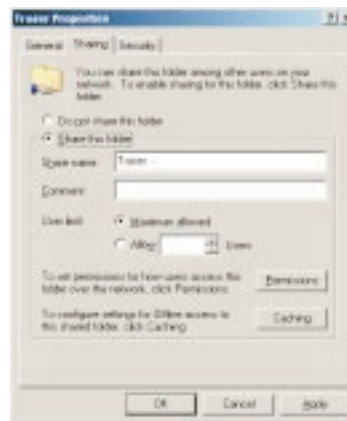 Tracer Properties
General Sharing Security
You can share this folder among other users on your
network. To enable sharing for this folder, click Share this
folder.
Do not share this folder
Share this folder
Share name: Tracer
Comment:
User limit: Maximum allowed
Allow Users
To set permissions for how users access this
folder over the network, click Permissions.
Permissions
To configure settings for Offline access to
this shared folder, click Caching.
Caching
OK Cancel Apply